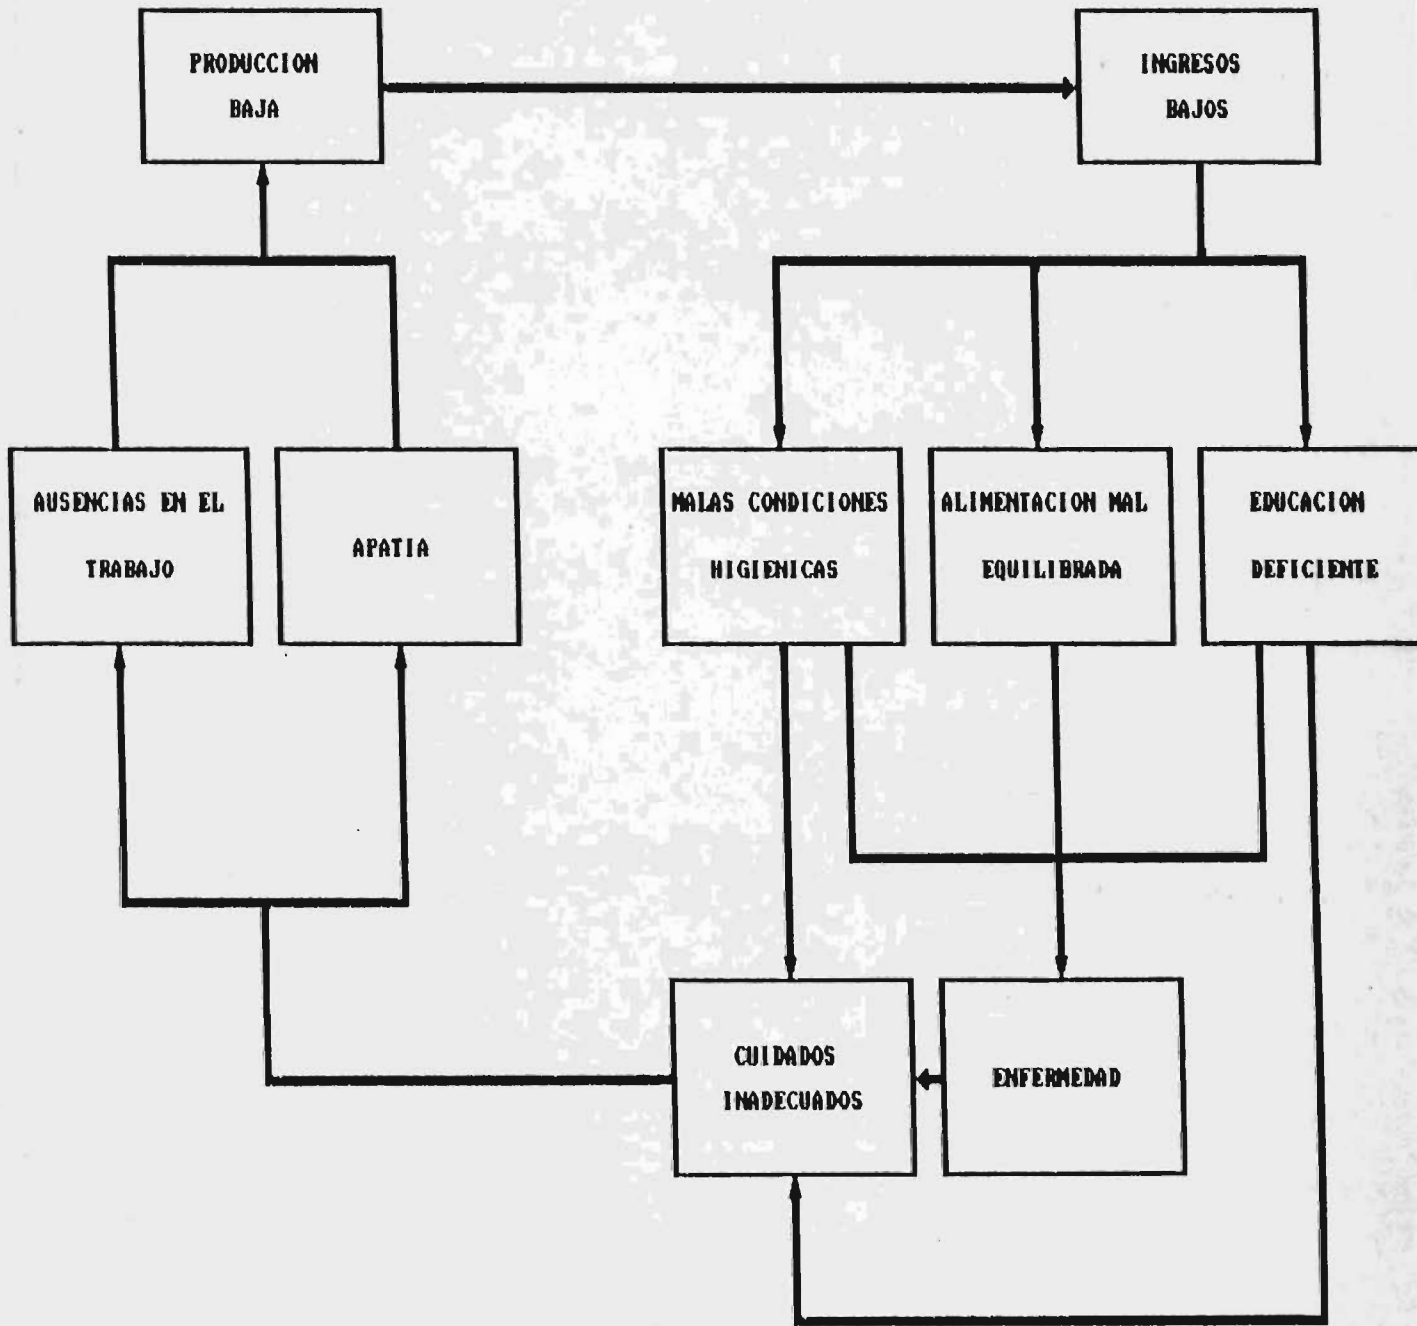 PRODUCCION
BAJA
INGRESOS
BAJOS
AUSENCIAS EN EL
TRABAJO
APATIA
MALAS CONDICIONES
HIGIENICAS
ALIMENTACION MAL
EQUILIBRADA
EDUCACION
DEFICIENTE
CUIDADOS
INADECUADOS
ENFERMEDAD